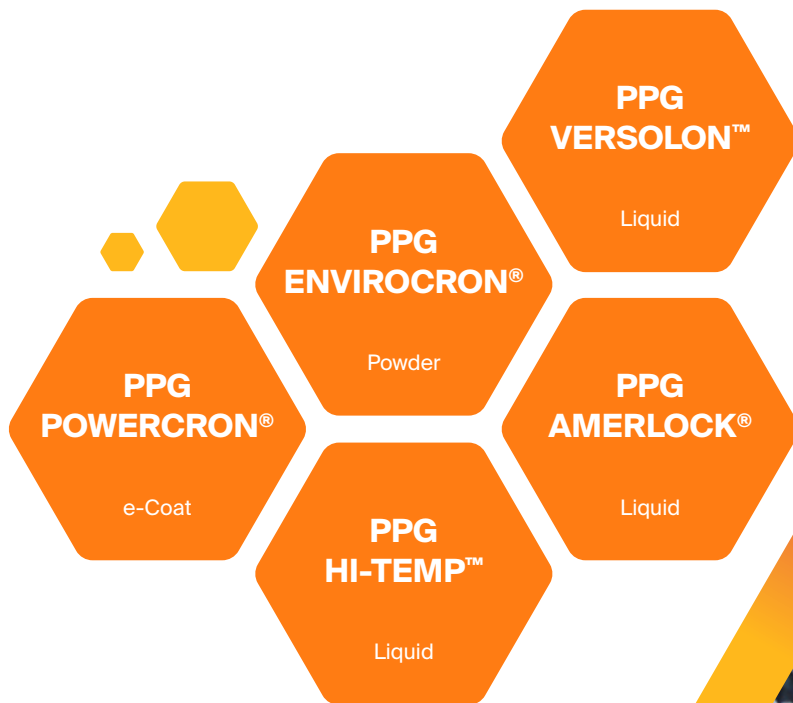 PPG
VERSOLON™
Liquid
PPG
ENVIROCRON®
Powder
PPG
POWERCRON®
e-Coat
PPG
AMERLOCK®
Liquid
PPG
HI-TEMP™
Liquid